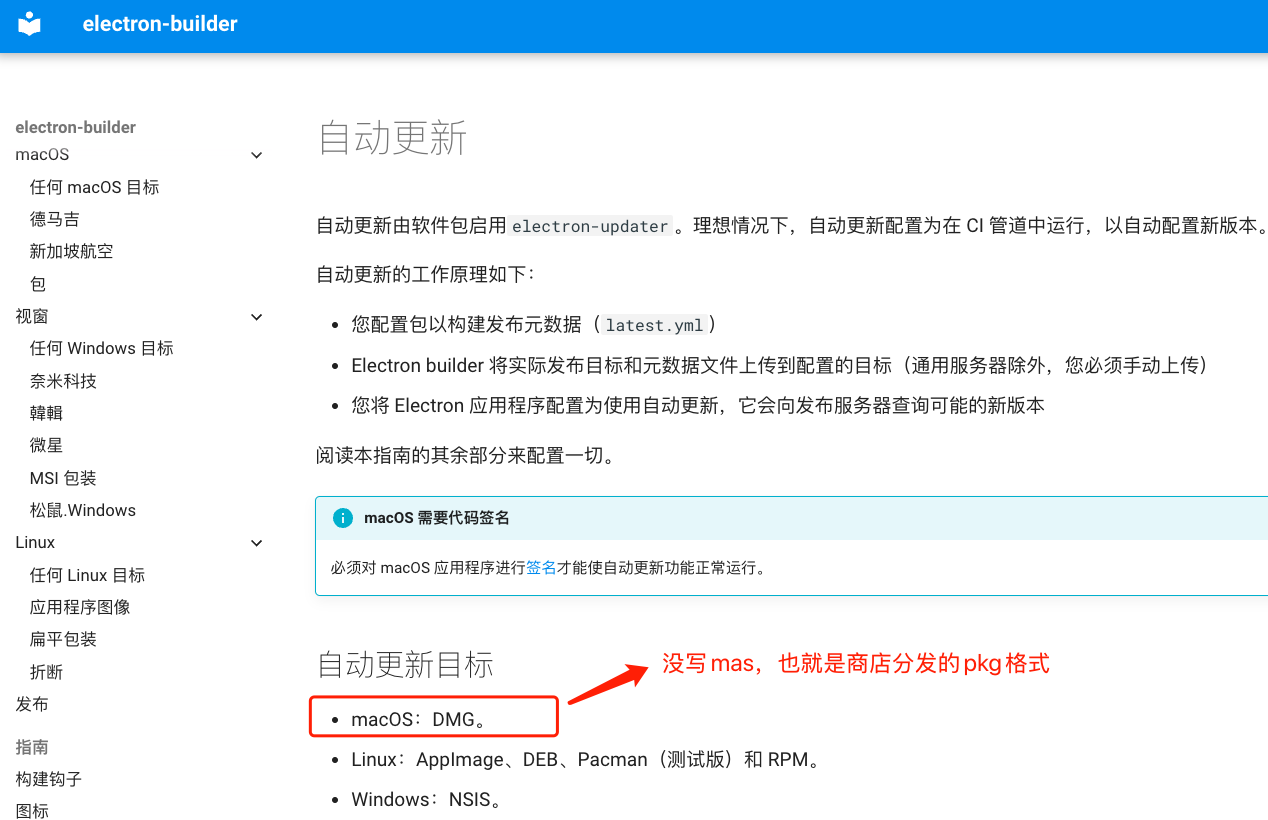 electron-builder
electron-builder
macOS
任何 macOS 目标
德马吉
新加坡航空
包
视窗
任何 Windows 目标
奈米科技
韓輯
微星
MSI 包装
松鼠.Windows
Linux
任何 Linux 目标
应用程序图像
扁平包装
折断
发布
指南
构建钩子
图标
自动更新
自动更新由软件包启用 electron-updater 。理想情况下，自动更新配置为在 CI 管道中运行，以自动配置新版本。
自动更新的工作原理如下：
您配置包以构建发布元数据（ latest.yml ）
Electron builder 将实际发布目标和元数据文件上传到配置的目标（通用服务器除外，您必须手动上传）
您将 Electron 应用程序配置为使用自动更新，它会向发布服务器查询可能的新版本
阅读本指南的其余部分来配置一切。
macOS 需要代码签名
必须对 macOS 应用程序进行签名才能使自动更新功能正常运行。
自动更新目标
没写 mas，也就是商店分发的 pkg 格式
macOS：DMG。
Linux：AppImage、DEB、Pacman（测试版）和 RPM。
Windows：NSIS。